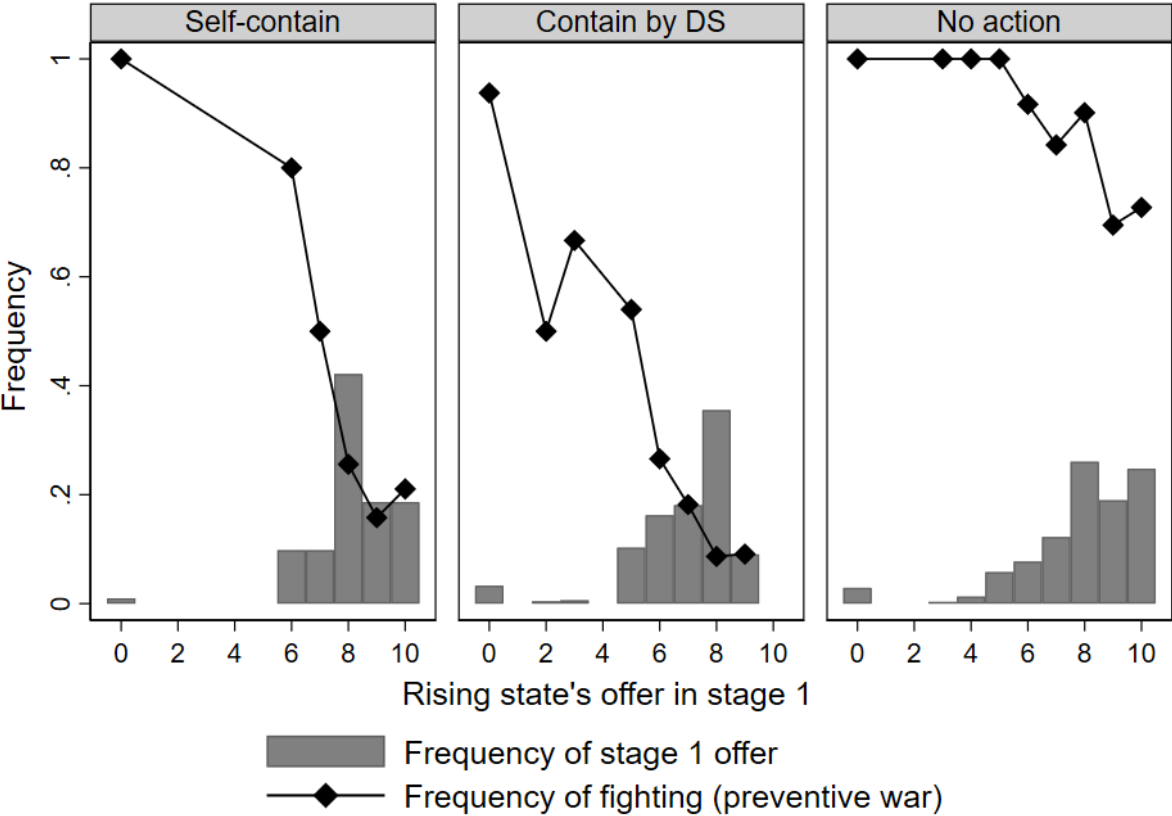 Self-contain
Contain by DS
No action
Frequency
1
.8
.6
.4
.2
0
0 2 4 6 8 10
0 2 4 6 8 10
0 2 4 6 8 10
Rising state's offer in stage 1
Frequency of stage 1 offer
Frequency of fighting (preventive war)